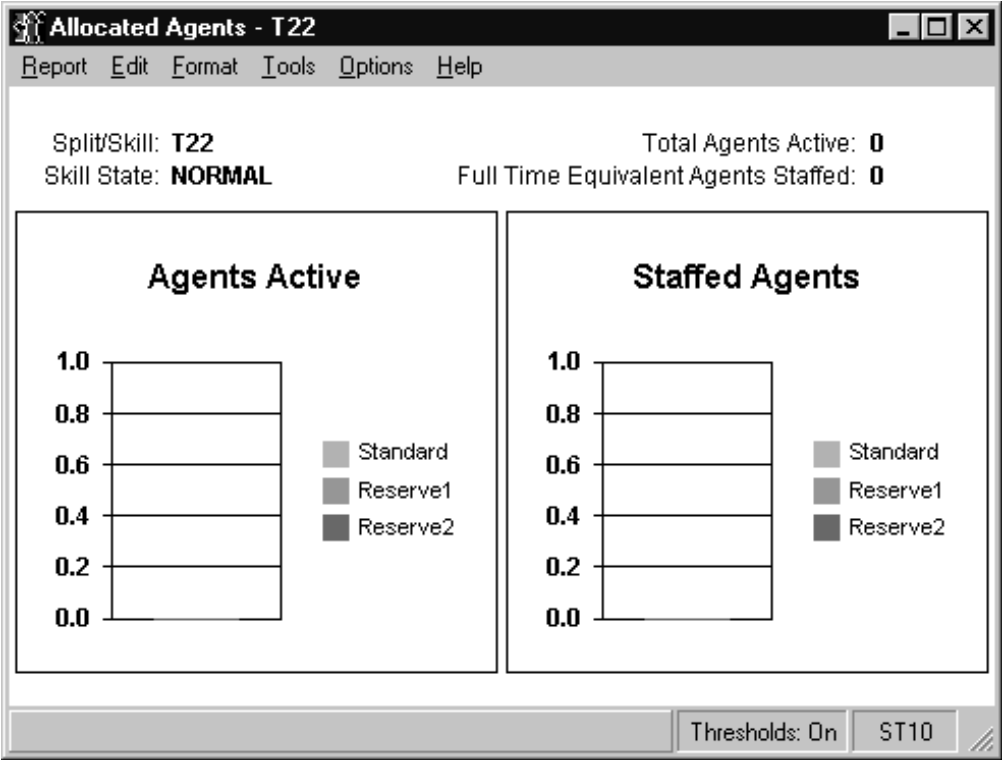 Allocated Agents - T22
Report Edit Format Tools Options Help
Split/Skill: T22
Total Agents Active: 0
Skill State: NORMAL
Full Time Equivalent Agents Staffed: 0
Agents Active
1.0
0.8
0.6
0.4
0.2
0.0
Standard
Reserve1
Reserve2
Staffed Agents
1.0
0.8
0.6
0.4
0.2
0.0
Standard
Reserve1
Reserve2
Thresholds: On
ST10